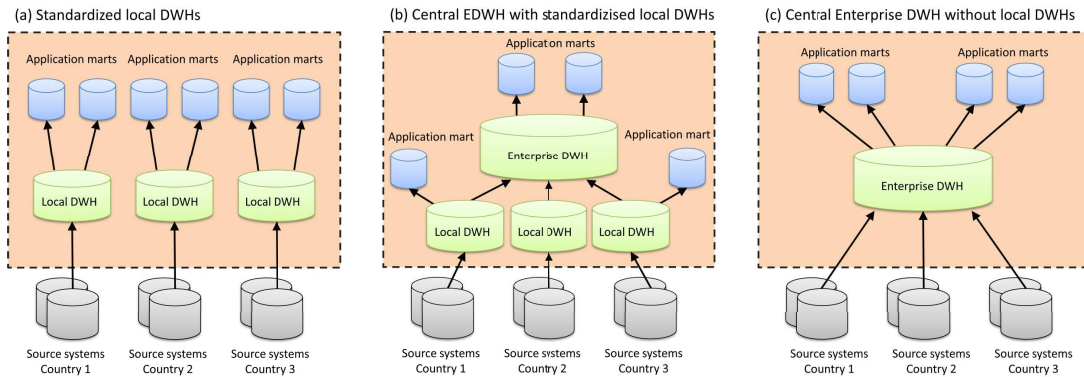 (a) Standardized local DWHs
Application marts Application marts Application marts
Local DWH Local DWH Local DWH
Source systems Source systems Source systems
Country 1 Country 2 Country 3
(b) Central EDWH with standardizised local DWHs
Application marts
Application mart Application mart
Enterprise DWH
Local DWH Local DWH Local DWH
Source systems Source systems Source systems
Country 1 Country 2 Country 3
(c) Central Enterprise DWH without local DWHs
Application marts Application marts
Enterprise DWH
Source systems Source systems Source systems
Country 1 Country 2 Country 3